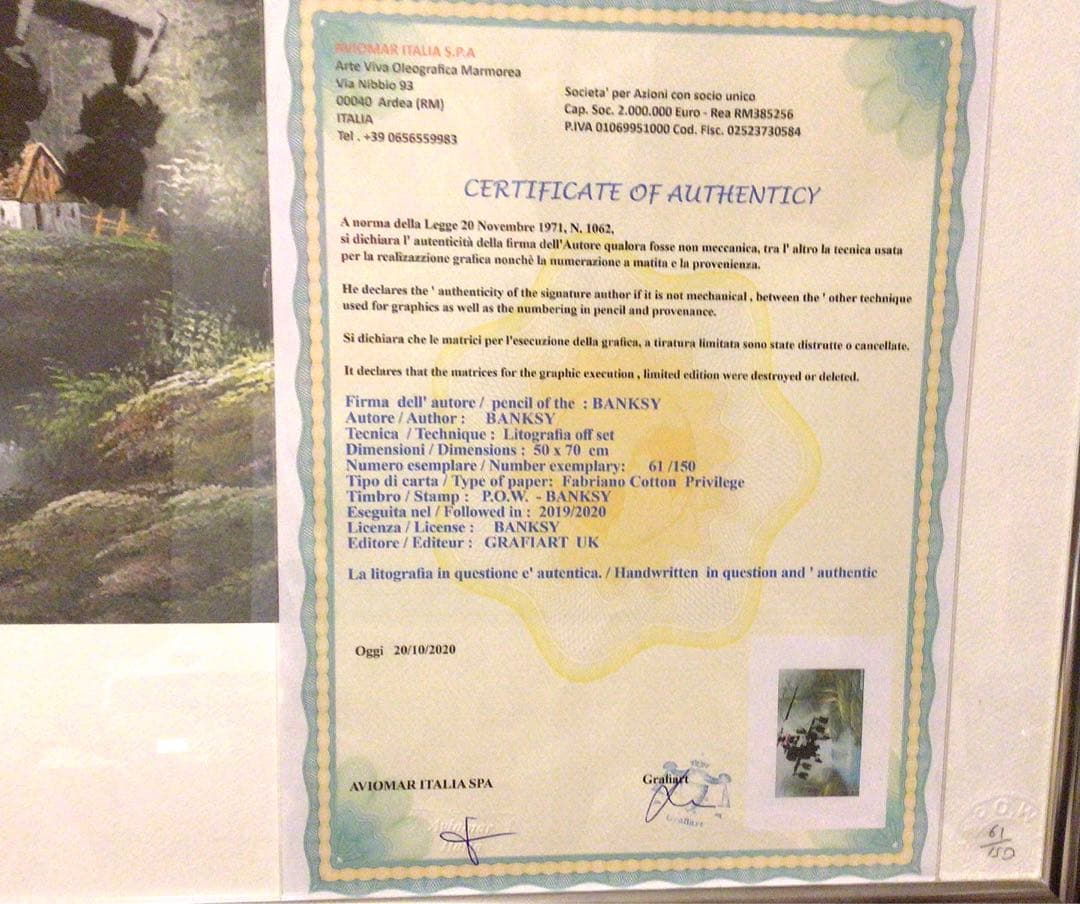 AVIOMAR ITALIA S.P.A
Arte Viva Oleografica Marmorea
Via Nibbio 93
00040 Ardea (RM)
ITALIA
Tel . +39 0656559983
Societa' per Azioni con socio unico
Cap. Soc. 2.000.000 Euro - Rea RM385256
P.IVA 01069951000 Cod. Fisc. 02523730584
CERTIFICATE OF AUTHENTICY
A norma della Legge 20 Novembre 1971, N. 1062,
si dichiara l' autenticità della firma dell'Autore qualora fosse non meccanica, tra l' altro la tecnica usata
per la realizazzione grafica nonchè la numerazione a matita e la provenienza.
He declares the ' authenticity of the signature author if it is not mechanical , between the ' other technique
used for graphics as well as the numbering in pencil and provenance.
Si dichiara che le matrici per l'esecuzione della grafica, a tiratura limitata sono state distrutte o cancellate.
It declares that the matrices for the graphic execution , limited edition were destroyed or deleted.
Firma dell' autore / pencil of the : BANKSY
Autore / Author : BANKSY
Tecnica / Technique : Litografia off set
Dimensioni / Dimensions : 50 x 70 cm
Numero esemplare / Number exemplary: 61 /150
Tipo di carta / Type of paper: Fabriano Cotton Privilege
Timbro / Stamp : P.O.W. - BANKSY
Eseguita nel / Followed in : 2019/2020
Licenza / License : BANKSY
Editore / Editeur : GRAFIART UK
La litografia in questione e' autentica. / Handwritten in question and ' authentic
Oggi 20/10/2020
AVIOMAR ITALIA SPA
Grafiart
Grafiart
P.O.W
61
150